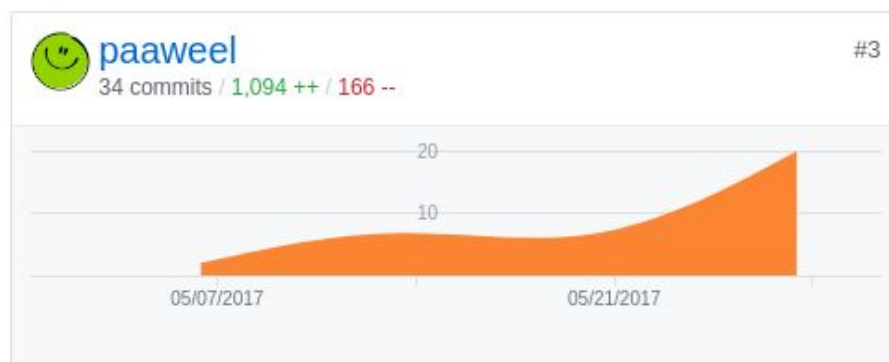 paaweel
#3
34 commits / 1,094 ++ / 166 --
20
10
05/07/2017 05/21/2017